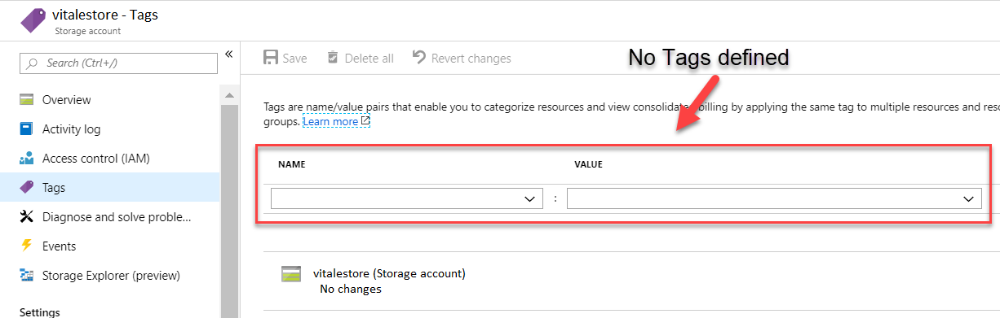 vitalestore - Tags
Storage account
Search (Ctrl+/)
«
Overview
Activity log
Access control (IAM)
Tags
Diagnose and solve proble...
Events
Storage Explorer (preview)
Settings
Save Delete all Revert changes
No Tags defined
Tags are name/value pairs that enable you to categorize resources and view consolidate billing by applying the same tag to multiple resources and reso
groups. Learn more
NAME VALUE
:
vitalestore (Storage account)
No changes